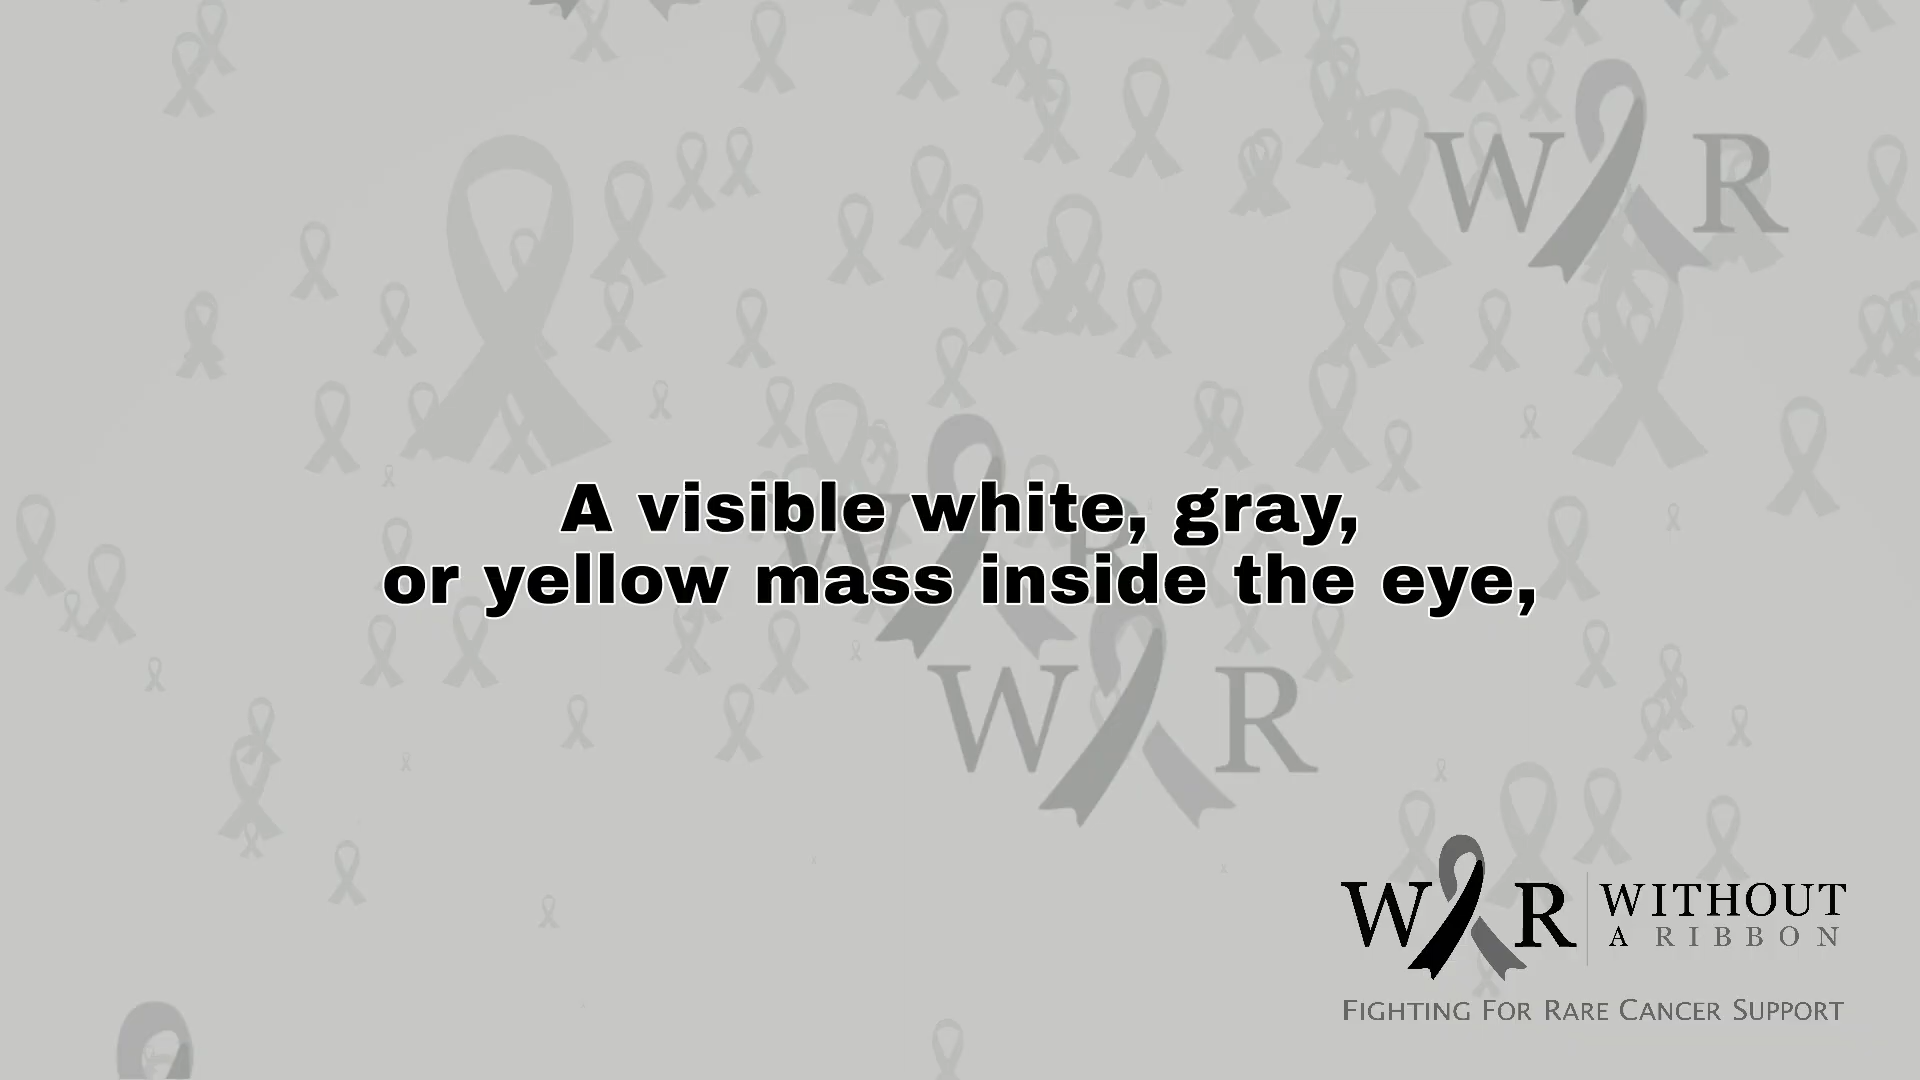 W R
A visible white, gray,
or yellow mass inside the eye,
W R
W R
W R WITHOUT
A RIBBON
FIGHTING FOR RARE CANCER SUPPORT